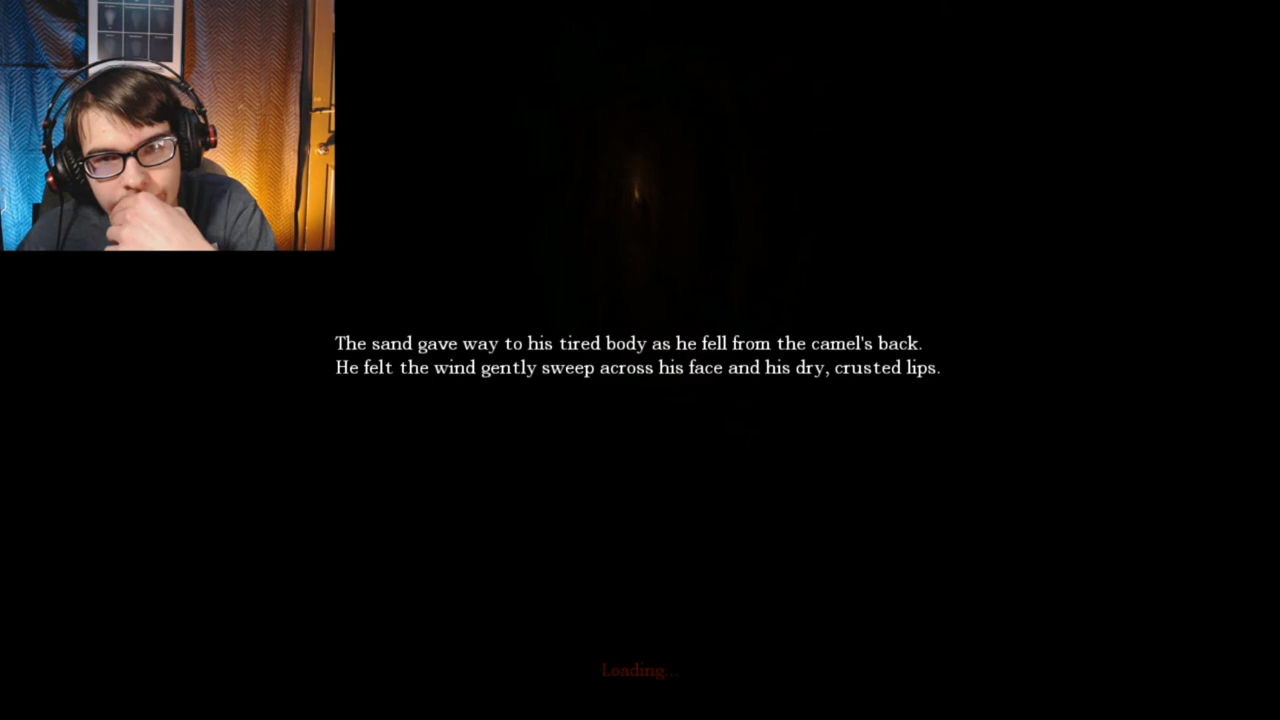 The sand gave way to his tired body as he fell from the camel's back.
He felt the wind gently sweep across his face and his dry, crusted lips.
Loading...